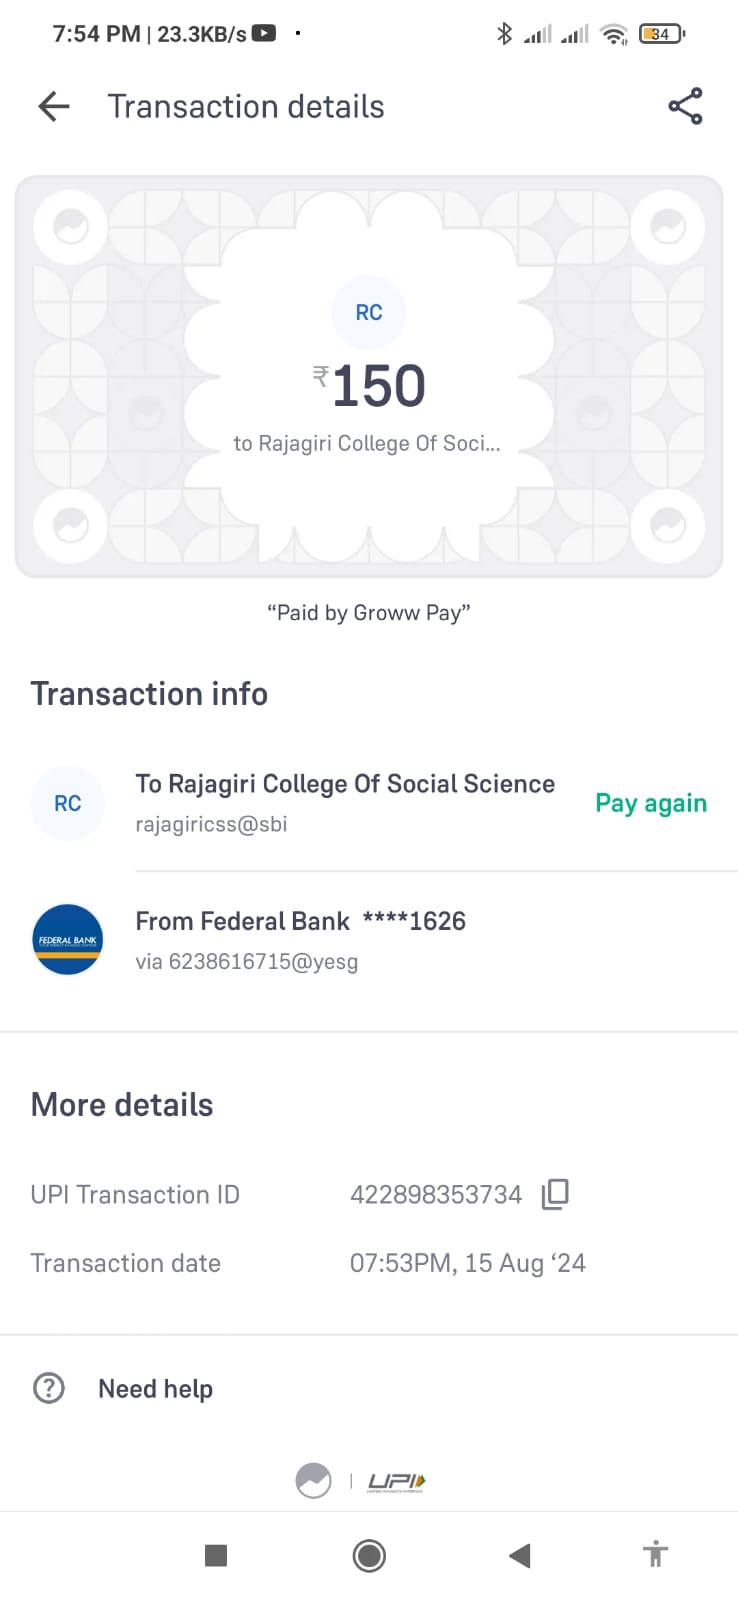 7:54 PM | 23.3KB/s
34
Transaction details
RC
₹150
to Rajagiri College Of Soci...
“Paid by Groww Pay”
Transaction info
RC
To Rajagiri College Of Social Science
rajagiricss@sbi
Pay again
FEDERAL BANK
From Federal Bank ****1626
via 6238616715@yesg
More details
UPI Transaction ID 422898353734
Transaction date 07:53PM, 15 Aug ‘24
Need help
UPI